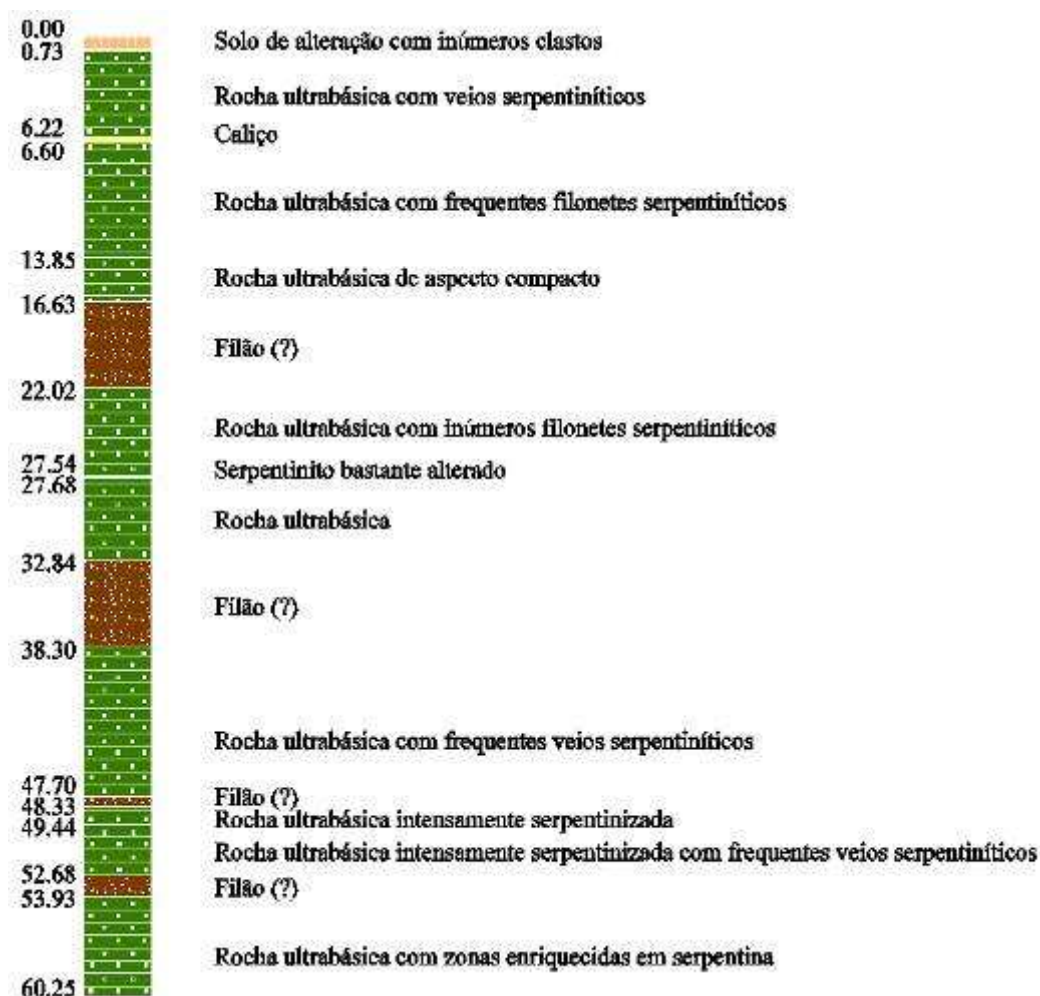 0.00
Solo de alteração com inúmeros clastos
0.73
Rocha ultrabásica com veios serpentiníticos
6.22
Caliço
6.60
Rocha ultrabásica com frequentes filonetes serpentiníticos
13.85
Rocha ultrabásica de aspecto compacto
16.63
Filão (?)
22.02
Rocha ultrabásica com inúmeros filonetes serpentiníticos
27.54
Serpentinito bastante alterado
27.68
Rocha ultrabásica
32.84
Filão (?)
38.30
Rocha ultrabásica com frequentes veios serpentiníticos
47.70
Filão (?)
48.33
Rocha ultrabásica intensamente serpentinizada
49.44
Rocha ultrabásica intensamente serpentinizada com frequentes veios serpentiníticos
52.68
Filão (?)
53.93
Rocha ultrabásica com zonas enriquecidas em serpentina
60.25